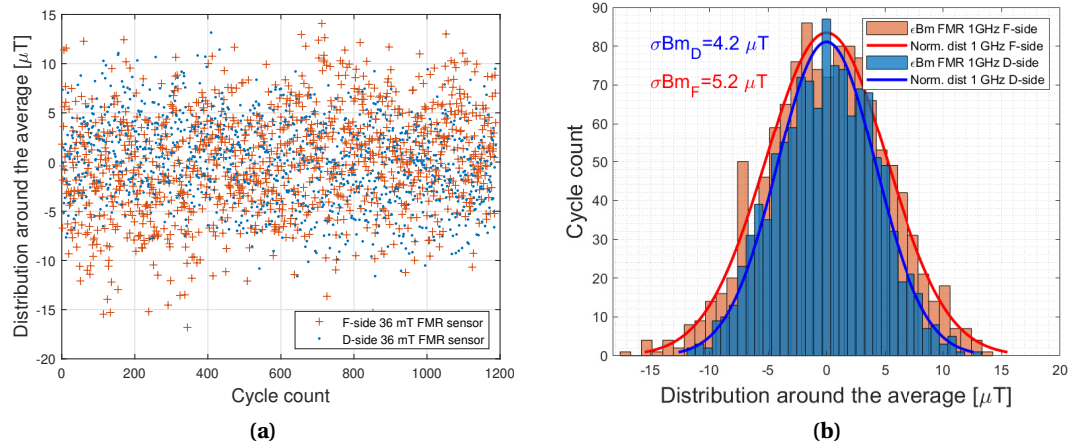 15
10
5
0
-5
-10
-15
-20
Distribution around the average [μT]
F-side 36 mT FMR sensor
D-side 36 mT FMR sensor
0 200 400 600 800 1000 1200
Cycle count
(a)
90
80
70
60
50
40
30
20
10
0
Cycle count
σBm_D=4.2 μT
σBm_F=5.2 μT
ϵBm FMR 1GHz F-side
Norm. dist 1 GHz F-side
ϵBm FMR 1GHz D-side
Norm. dist 1 GHz D-side
-15 -10 -5 0 5 10 15 20
Distribution around the average [μT]
(b)